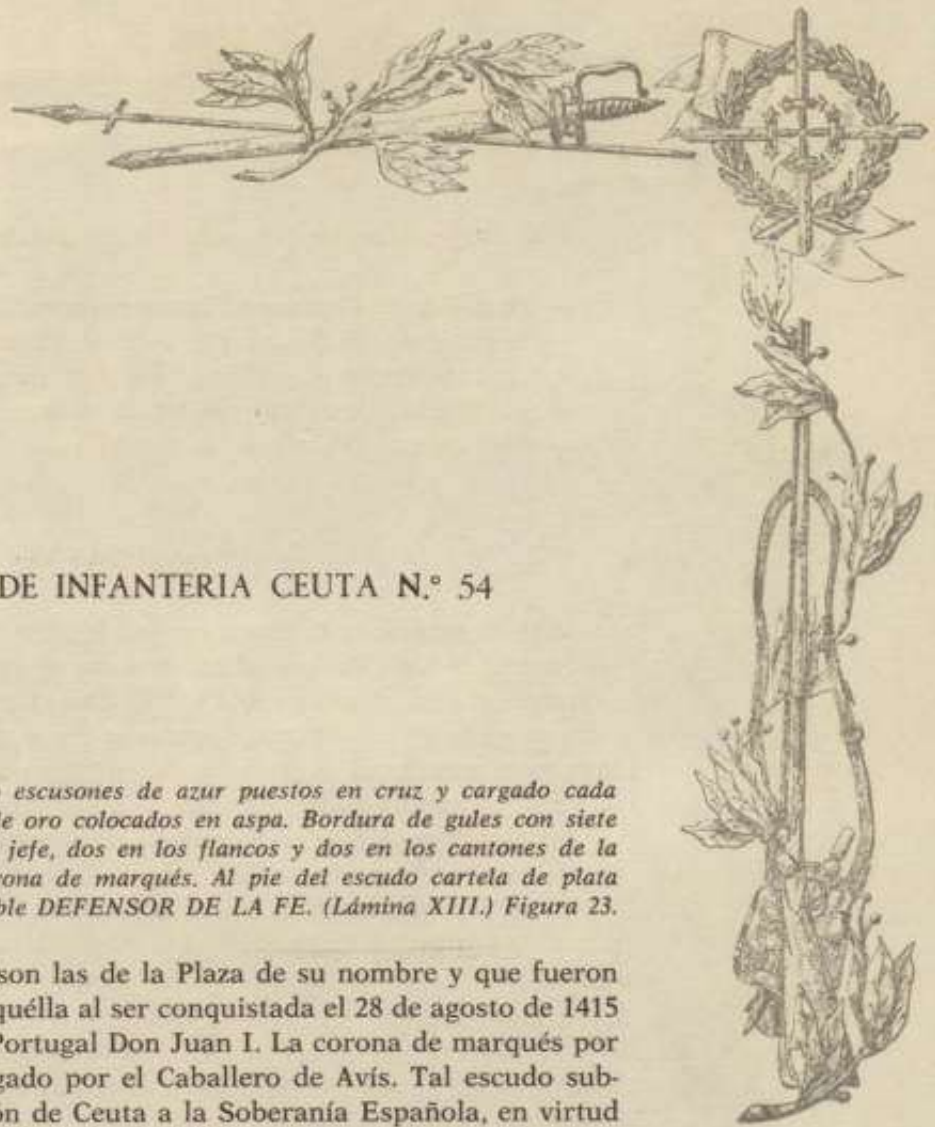 DE INFANTERIA CEUTA N.° 54
escusones de azur puestos en cruz y cargado cada
de oro colocados en aspa. Bordura de gules con siete
jefe, dos en los flancos y dos en los cantones de la
rona de marqués. Al pie del escudo cartela de plata
ble DEFENSOR DE LA FE. (Lámina XIII.) Figura 23.
son las de la Plaza de su nombre y que fueron
quélla al ser conquistada el 28 de agosto de 1415
Portugal Don Juan I. La corona de marqués por
gado por el Caballero de Avís. Tal escudo sub-
ón de Ceuta a la Soberanía Española, en virtud